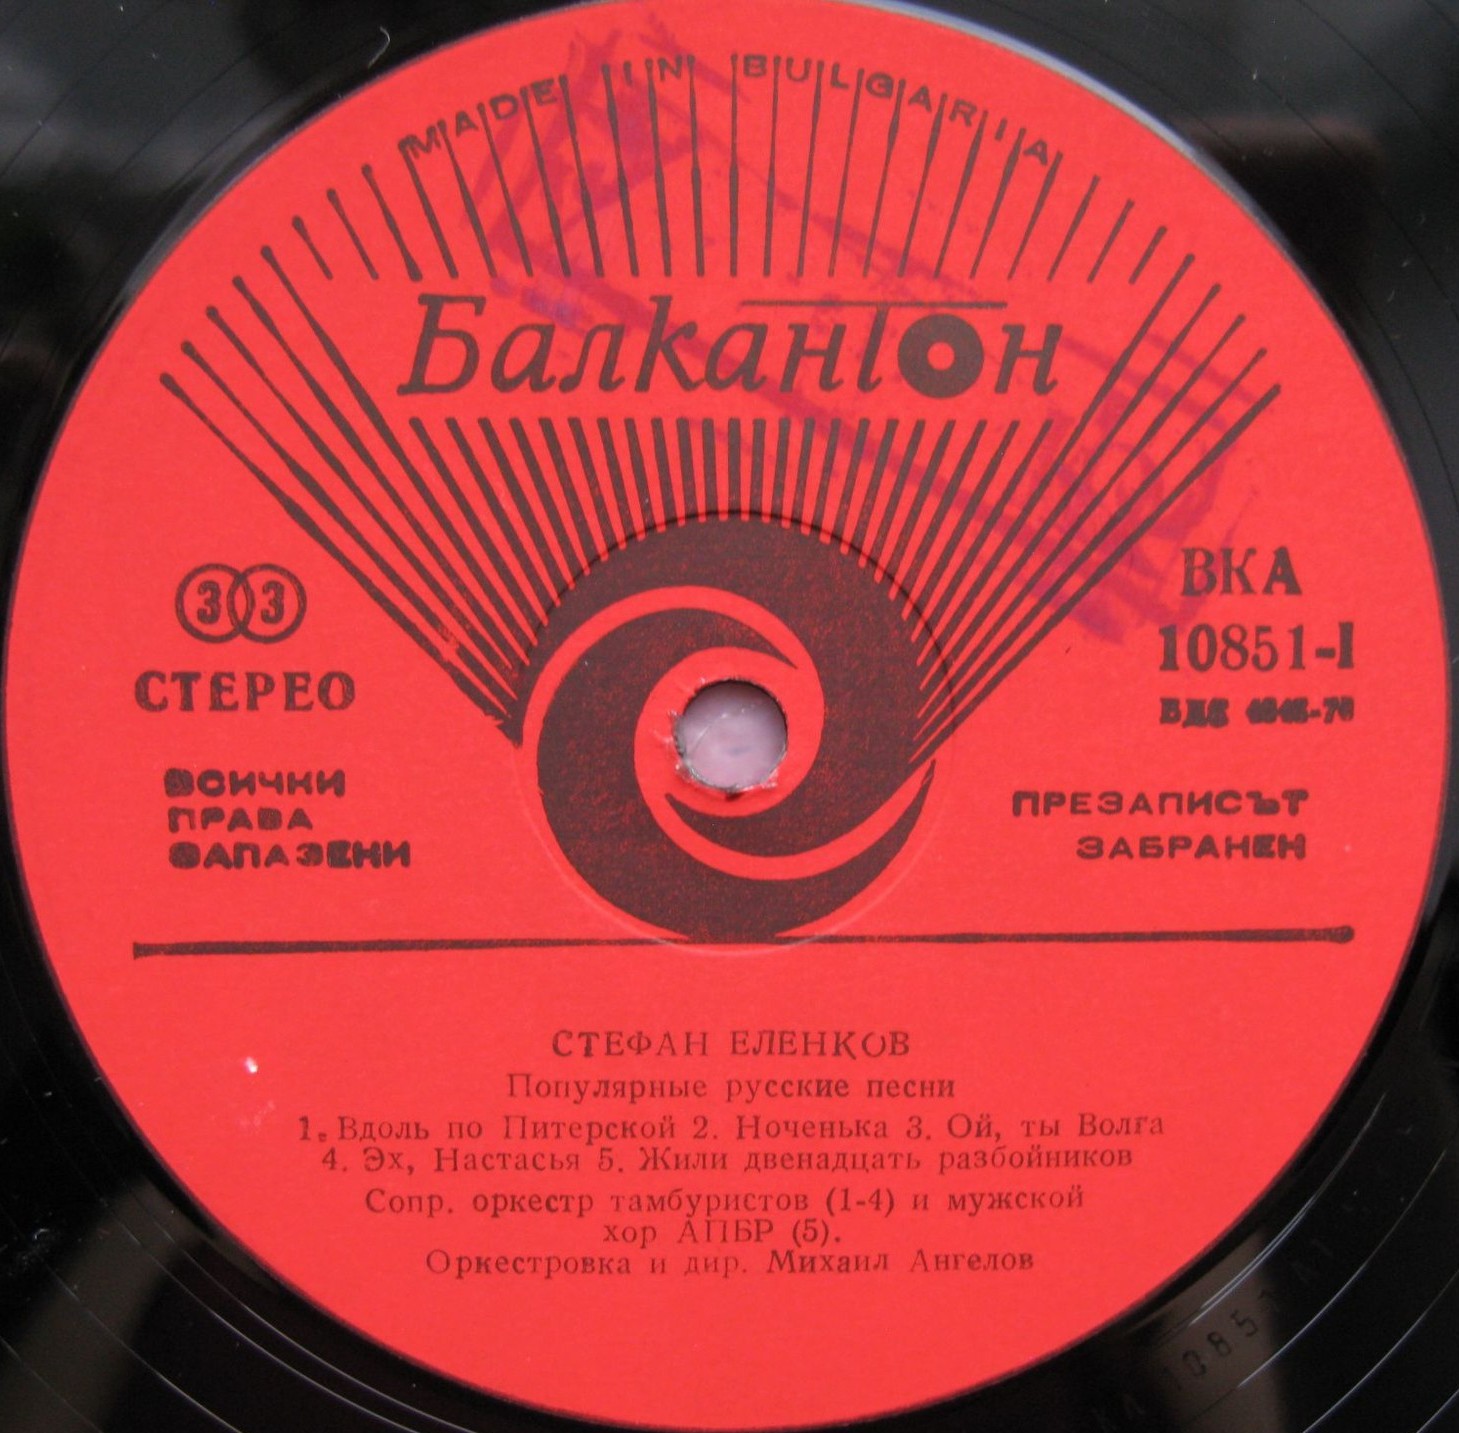 MADE IN BULGARIA
Балкантон
33
СТЕРЕО
ВСИЧКИ
ПРАВА
ЗАПАЗЕНИ
ВКА
10851-I
ПРЕЗАПИСЪТ
ЗАБРАНЕН
СТЕФАН ЕЛЕНКОВ
Популярные русские песни
1. Вдоль по Питерской 2. Ноченька 3. Ой, ты Волга
4. Эх, Настасья 5. Жили двенадцать разбойников
Сопр. оркестр тамбуристов (1-4) и мужской
хор АПБР (5).
Оркестровка и дир. Михаил Ангелов